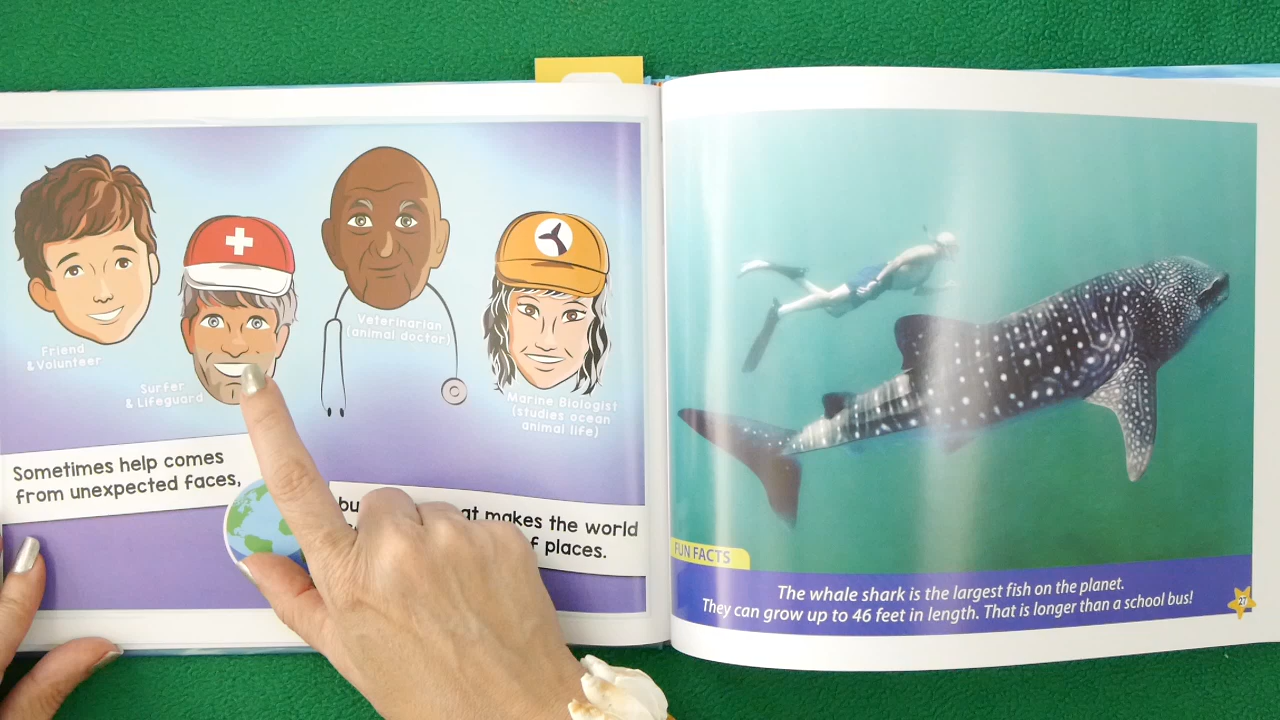 Friend
& Volunteer
Surfer
& Lifeguard
Veterinarian
(animal doctor)
Marine Biologist
(studies ocean
animal life)
Sometimes help comes
from unexpected faces,
at makes the world
f places.
FUN FACTS
The whale shark is the largest fish on the planet.
They can grow up to 46 feet in length. That is longer than a school bus!